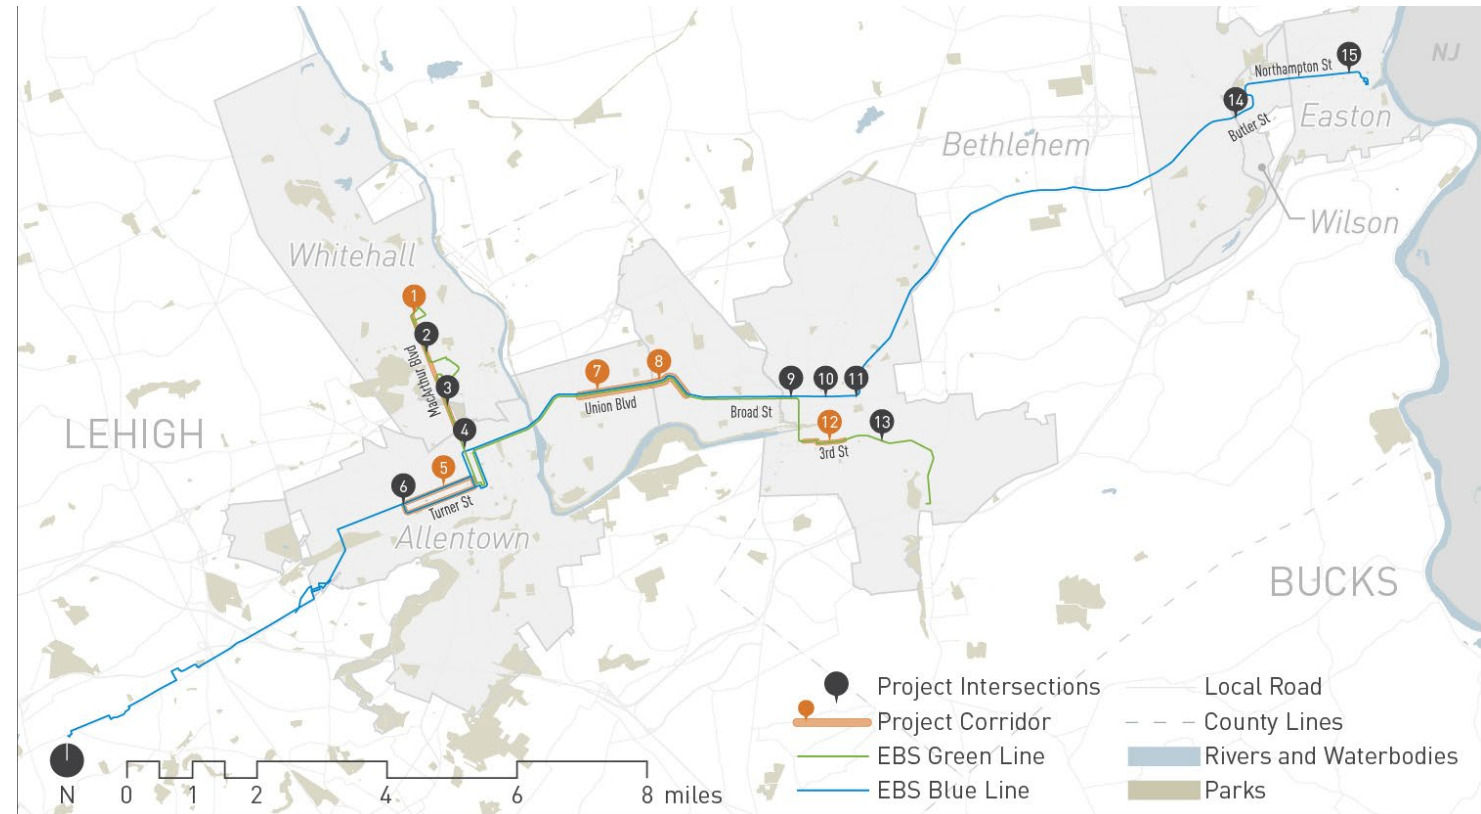 NJ
15
Northampton St
14
Easton
Butler St
Bethlehem
Wilson
Whitehall
1
2
MacArthur Blvd
3
7
8
9
10
11
Union Blvd
Broad St
LEHIGH
4
12
13
3rd St
5
6
Turner St
Allentown
BUCKS
Project Intersections
Project Corridor
EBS Green Line
EBS Blue Line
Local Road
County Lines
Rivers and Waterbodies
Parks
N
0 1 2 4 6 8 miles